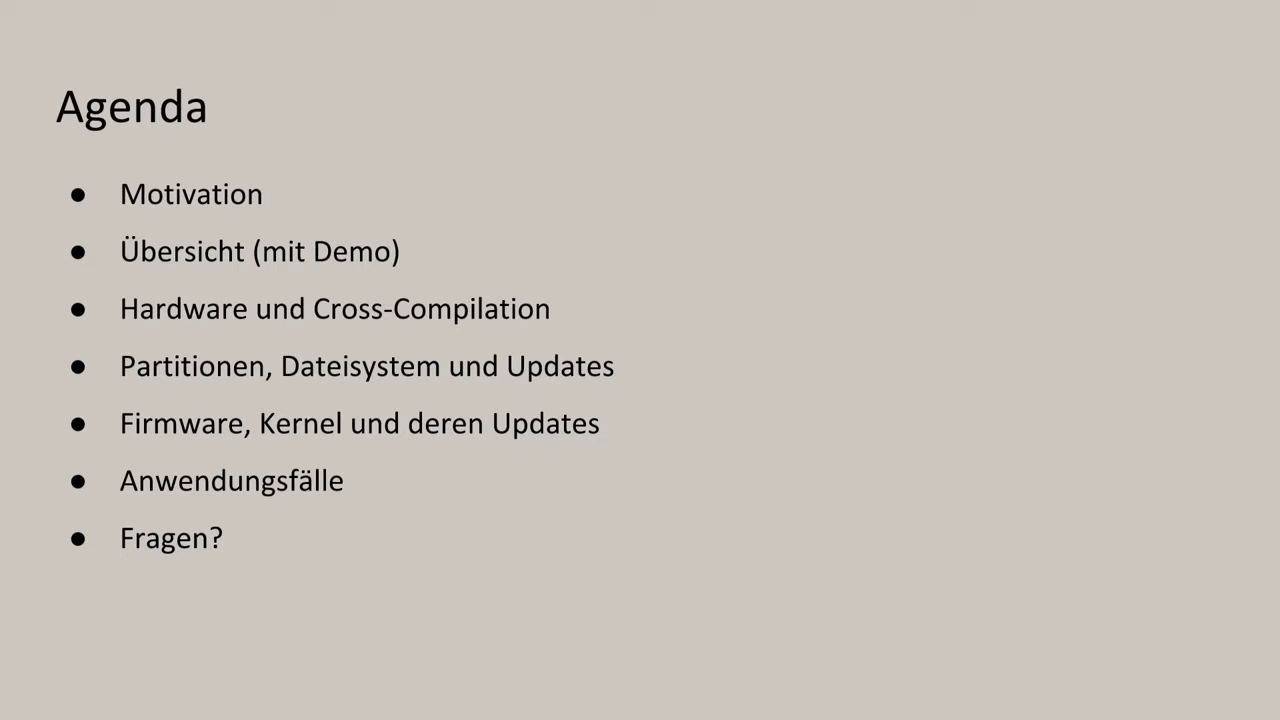 Agenda
● Motivation
● Übersicht (mit Demo)
● Hardware und Cross-Compilation
● Partitionen, Dateisystem und Updates
● Firmware, Kernel und deren Updates
● Anwendungsfälle
● Fragen?